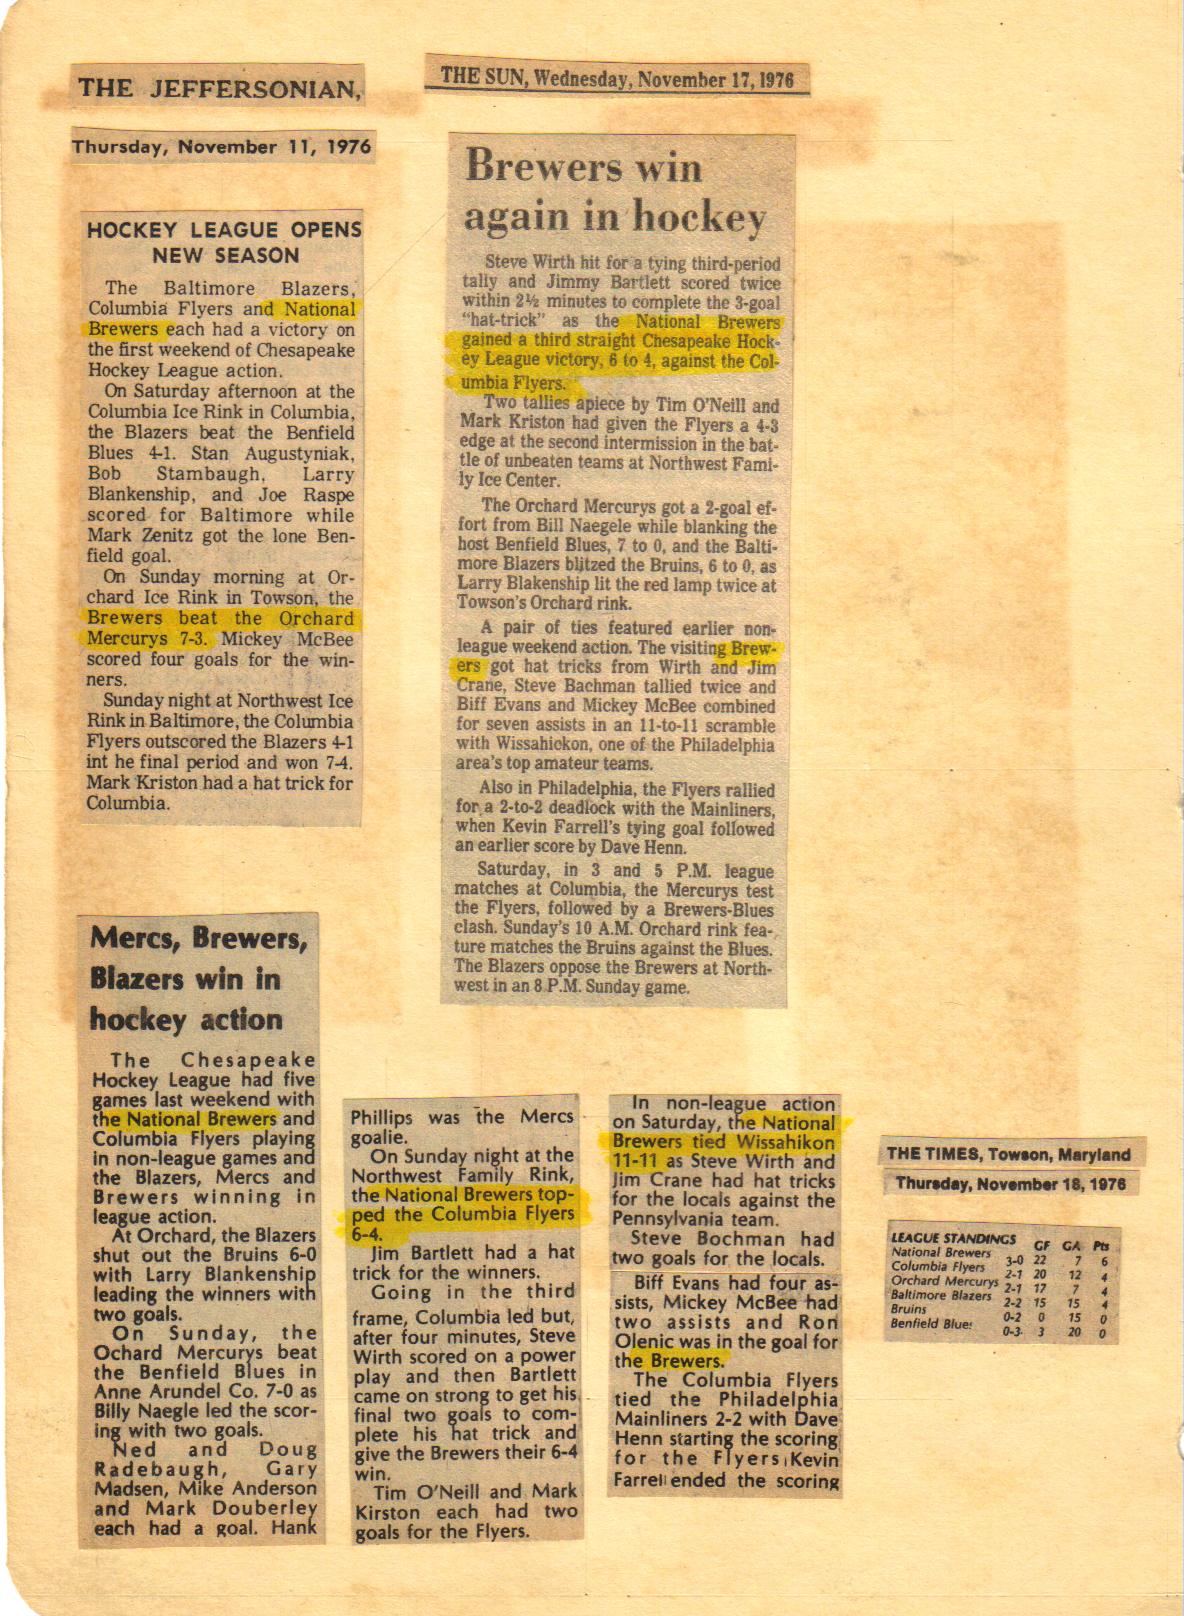 THE JEFFERSONIAN,
Thursday, November 11, 1976
HOCKEY LEAGUE OPENS
NEW SEASON
The Baltimore Blazers,
Columbia Flyers and National
Brewers each had a victory on
the first weekend of Chesapeake
Hockey League action.
On Saturday afternoon at the
Columbia Ice Rink in Columbia,
the Blazers beat the Benfield
Blues 4-1. Stan Augustyniak,
Bob Stambaugh, Larry
Blankenship, and Joe Raspe
scored for Baltimore while
Mark Zenitz got the lone Ben-
field goal.
On Sunday morning at Or-
chard Ice Rink in Towson, the
Brewers beat the Orchard
Mercurys 7-3. Mickey McBee
scored four goals for the win-
ners.
Sunday night at Northwest Ice
Rink in Baltimore, the Columbia
Flyers outscored the Blazers 4-1
int he final period and won 7-4.
Mark Kriston had a hat trick for
Columbia.
THE SUN, Wednesday, November 17, 1976
Brewers win
again in hockey
Steve Wirth hit for a tying third-period
tally and Jimmy Bartlett scored twice
within 2½ minutes to complete the 3-goal
"hat-trick" as the National Brewers
gained a third straight Chesapeake Hock-
ey League victory, 6 to 4, against the Col-
umbia Flyers.
Two tallies apiece by Tim O'Neill and
Mark Kriston had given the Flyers a 4-3
edge at the second intermission in the bat-
tle of unbeaten teams at Northwest Fami-
ly Ice Center.
The Orchard Mercurys got a 2-goal ef-
fort from Bill Naegele while blanking the
host Benfield Blues, 7 to 0, and the Balti-
more Blazers blitzed the Bruins, 6 to 0, as
Larry Blakenship lit the red lamp twice at
Towson's Orchard rink.
A pair of ties featured earlier non-
league weekend action. The visiting Brew-
ers got hat tricks from Wirth and Jim
Crane, Steve Bachman tallied twice and
Biff Evans and Mickey McBee combined
for seven assists in an 11-to-11 scramble
with Wissahickon, one of the Philadelphia
area's top amateur teams.
Also in Philadelphia, the Flyers rallied
for a 2-to-2 deadlock with the Mainliners,
when Kevin Farrell's tying goal followed
an earlier score by Dave Henn.
Saturday, in 3 and 5 P.M. league
matches at Columbia, the Mercurys test
the Flyers, followed by a Brewers-Blues
clash. Sunday's 10 A.M. Orchard rink fea-
ture matches the Bruins against the Blues.
The Blazers oppose the Brewers at North-
west in an 8 P.M. Sunday game.
Mercs, Brewers,
Blazers win in
hockey action
The Chesapeake
Hockey League had five
games last weekend with
the National Brewers and
Columbia Flyers playing
in non-league games and
the Blazers, Mercs and
Brewers winning in
league action.
At Orchard, the Blazers
shut out the Bruins 6-0
with Larry Blankenship
leading the winners with
two goals.
On Sunday, the
Ochard Mercurys beat
the Benfield Blues in
Anne Arundel Co. 7-0 as
Billy Naegle led the scor-
ing with two goals.
Ned and Doug
Radebaugh, Gary
Madsen, Mike Anderson
and Mark Douberley
each had a goal. Hank
Phillips was the Mercs
goalie.
On Sunday night at the
Northwest Family Rink,
the National Brewers top-
ped the Columbia Flyers
6-4.
Jim Bartlett had a hat
trick for the winners.
Going in the third
frame, Columbia led but,
after four minutes, Steve
Wirth scored on a power
play and then Bartlett
came on strong to get his
final two goals to com-
plete his hat trick and
give the Brewers their 6-4
win.
Tim O'Neill and Mark
Kirston each had two
goals for the Flyers.
In non-league action
on Saturday, the National
Brewers tied Wissahikon
11-11 as Steve Wirth and
Jim Crane had hat tricks
for the locals against the
Pennsylvania team.
Steve Bochman had
two goals for the locals.
Biff Evans had four as-
sists, Mickey McBee had
two assists and Ron
Olenic was in the goal for
the Brewers.
The Columbia Flyers
tied the Philadelphia
Mainliners 2-2 with Dave
Henn starting the scoring
for the Flyers Kevin
Farrell ended the scoring
THE TIMES, Towson, Maryland
Thursday, November 18, 1976
LEAGUE STANDINGS GF GA Pts
National Brewers 3-0 22 7 6
Columbia Flyers 2-1 20 12 4
Orchard Mercurys 2-1 17 7 4
Baltimore Blazers 2-2 15 15 4
Bruins 0-2 0 15 0
Benfield Blues 0-3 3 20 0